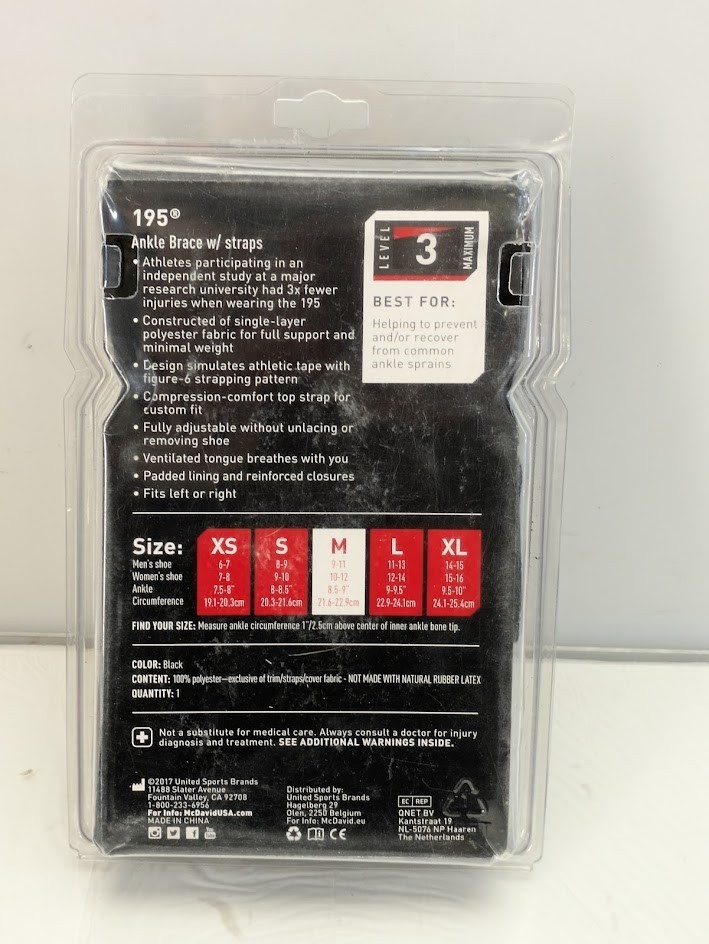 195®
Ankle Brace w/ straps
• Athletes participating in an
independent study at a major
research university had 3x fewer
injuries when wearing the 195
• Constructed of single-layer
polyester fabric for full support and
minimal weight
• Design simulates athletic tape with
figure-6 strapping pattern
• Compression-comfort top strap for
custom fit
• Fully adjustable without unlacing or
removing shoe
• Ventilated tongue breathes with you
• Padded lining and reinforced closures
• Fits left or right
LEVEL 3 MAXIMUM
BEST FOR:
Helping to prevent
and/or recover
from common
ankle sprains
Size: XS S M L XL
Men's shoe 6-7 8-9 9-11 11-13 14-15
Women's shoe 7-8 9-10 10-12 12-14 15-16
Ankle 7.5-8" 8-8.5" 8.5-9" 9-9.5" 9.5-10"
Circumference 19.1-20.3cm 20.3-21.6cm 21.6-22.9cm 22.9-24.1cm 24.1-25.4cm
FIND YOUR SIZE: Measure ankle circumference 1"/2.5cm above center of inner ankle bone tip.
COLOR: Black
CONTENT: 100% polyester—exclusive of trim/straps/cover fabric - NOT MADE WITH NATURAL RUBBER LATEX
QUANTITY: 1
Not a substitute for medical care. Always consult a doctor for injury
diagnosis and treatment. SEE ADDITIONAL WARNINGS INSIDE.
©2017 United Sports Brands
11488 Slater Avenue
Fountain Valley, CA 92708
1-800-233-6956
For Info: McDavidUSA.com
MADE IN CHINA
Distributed by:
United Sports Brands
Hagelberg 29
Olen, 2250 Belgium
For Info: McDavid.eu
CE
EC REP
QNET BV
Kantstraat 19
NL-5076 NP Haaren
The Netherlands